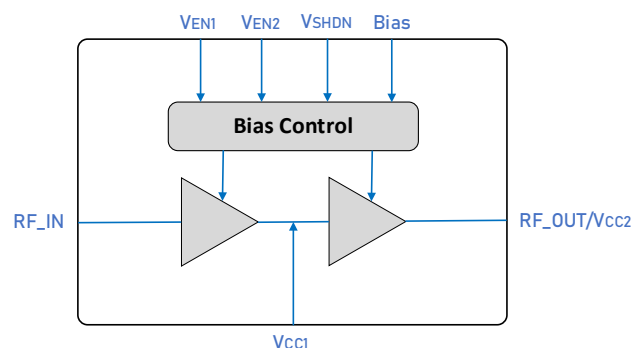 VEN1 VEN2 VSHDN Bias
Bias Control
RF_IN
RF_OUT/VCC2
VCC1